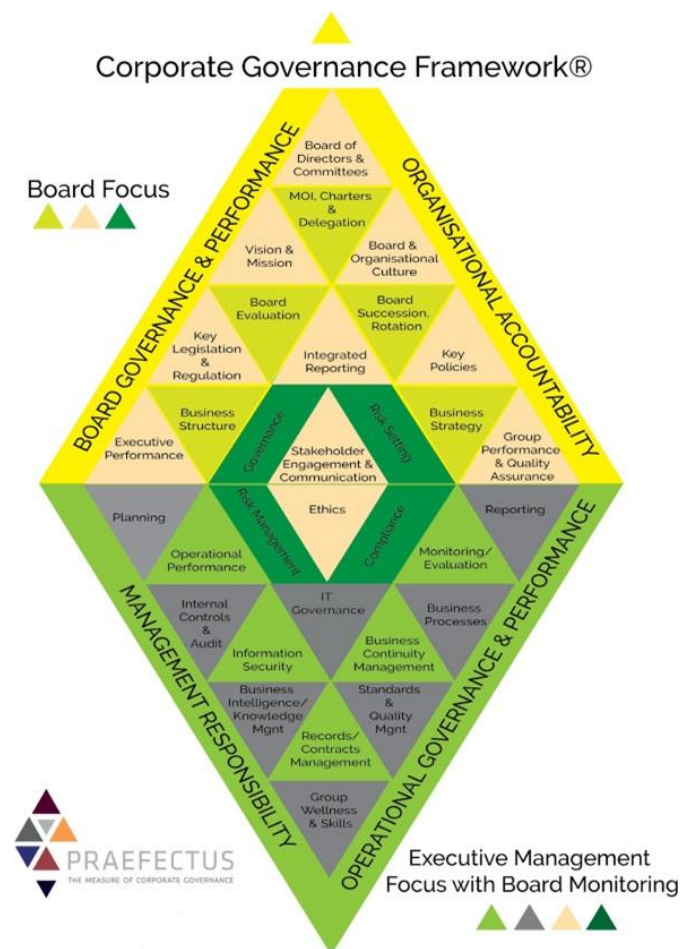 Corporate Governance Framework®
Board Focus
BOARD GOVERNANCE & PERFORMANCE
ORGANISATIONAL ACCOUNTABILITY
Board of
Directors &
Committees
MOI, Charters
&
Delegation
Vision &
Mission
Board &
Organisational
Culture
Board
Evaluation
Board
Succession,
Rotation
Key
Legislation
&
Regulation
Integrated
Reporting
Key
Policies
Executive
Performance
Business
Structure
Governance
Stakeholder
Engagement &
Communication
Risk Setting
Business
Strategy
Group
Performance
& Quality
Assurance
Planning
Operational
Performance
Risk Management
Ethics
Compliance
Monitoring/
Evaluation
Reporting
Internal
Controls
&
Audit
Information
Security
IT
Governance
Business
Continuity
Management
Business
Processes
Business
Intelligence/
Knowledge
Mgnt
Records/
Contracts
Management
Standards
&
Quality
Mgnt
Group
Wellness
& Skills
MANAGEMENT RESPONSIBILITY
OPERATIONAL GOVERNANCE & PERFORMANCE
PRAEFECTUS
THE MEASURE OF CORPORATE GOVERNANCE
Executive Management
Focus with Board Monitoring